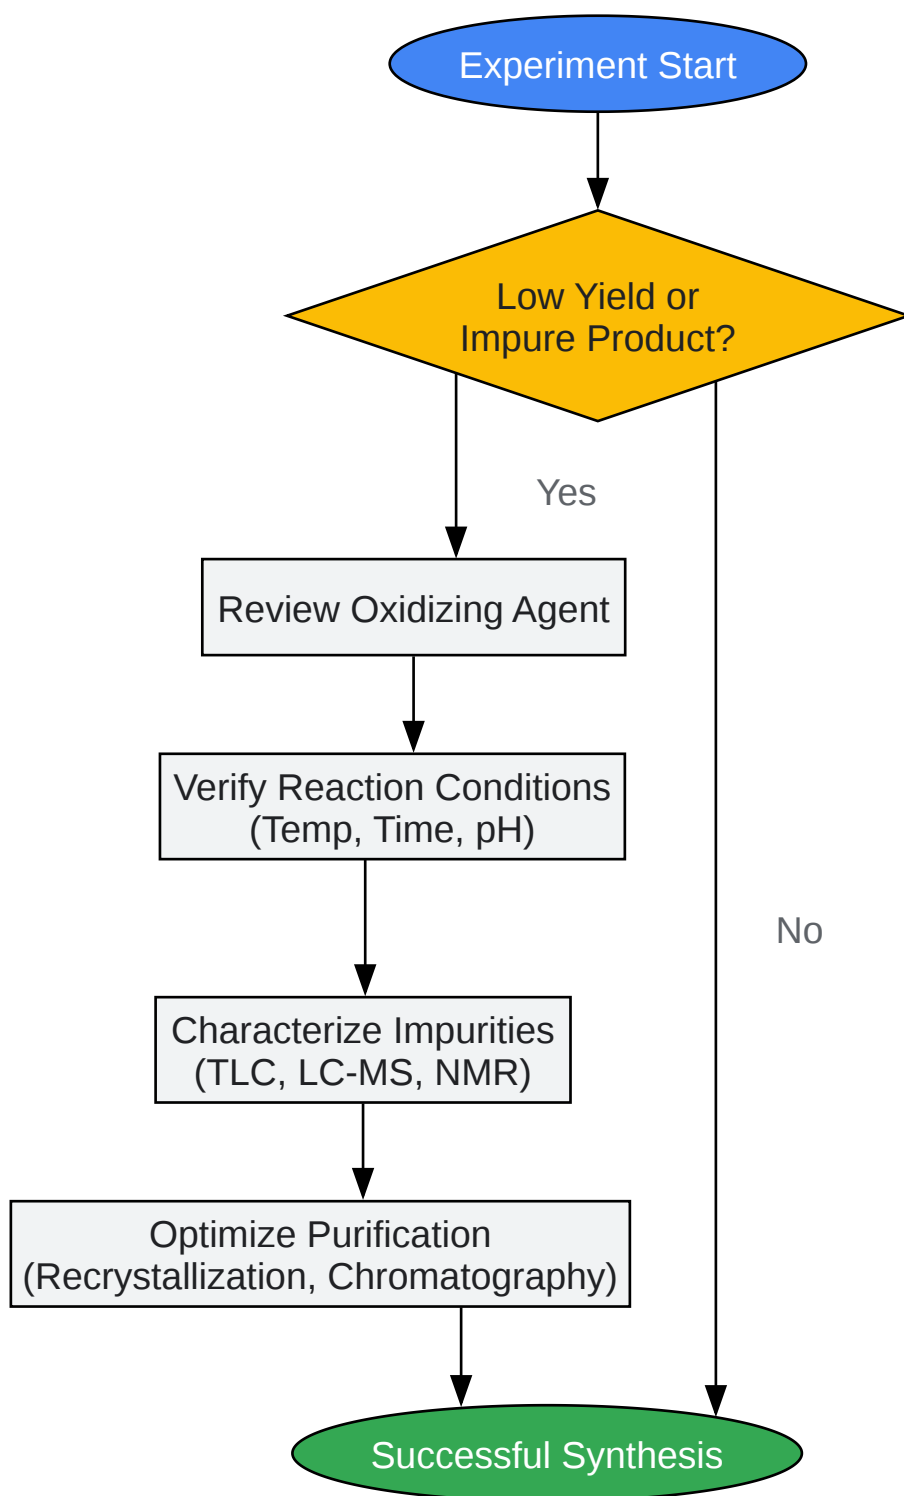 Experiment Start
Low Yield or
Impure Product?
Yes
Review Oxidizing Agent
Verify Reaction Conditions
(Temp, Time, pH)
No
Characterize Impurities
(TLC, LC-MS, NMR)
Optimize Purification
(Recrystallization, Chromatography)
Successful Synthesis